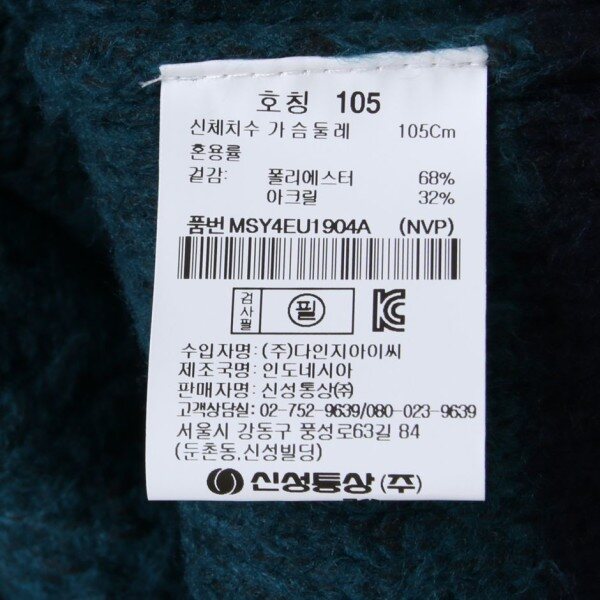 호칭 105
신체치수 가슴둘레 105Cm
혼용률
겉감: 폴리에스터 68%
아크릴 32%
품번 MSY4EU1904A (NVP)
검사필 필 KC
수입자명: (주)다인지아이씨
제조국명: 인도네시아
판매자명: 신성통상㈜
고객상담실: 02-752-9639/080-023-9639
서울시 강동구 풍성로63길 84
(둔촌동,신성빌딩)
신성통상 (주)